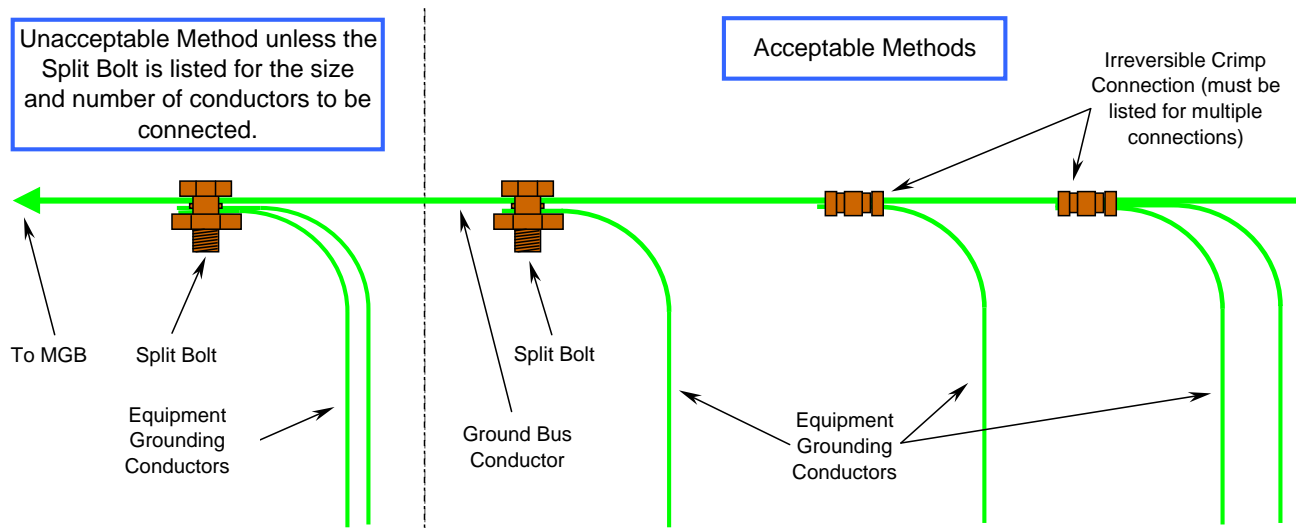 Unacceptable Method unless the
Split Bolt is listed for the size
and number of conductors to be
connected.
Acceptable Methods
Irreversible Crimp
Connection (must be
listed for multiple
connections)
To MGB
Split Bolt
Split Bolt
Equipment
Grounding
Conductors
Ground Bus
Conductor
Equipment
Grounding
Conductors